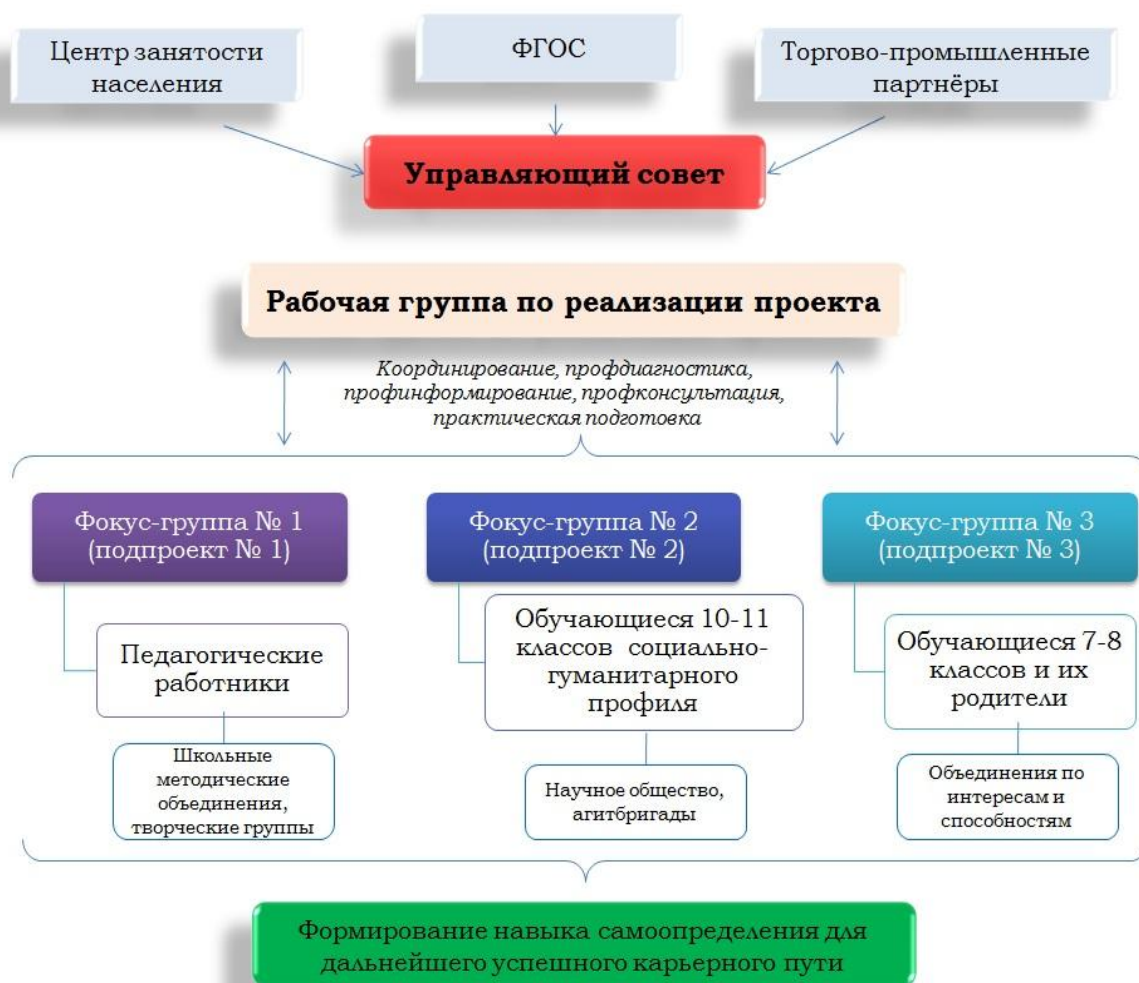 Центр занятости
населения
ФГОС
Торгово-промышленные
партнёры
Управляющий совет
Рабочая группа по реализации проекта
Координирование, профдиагностика,
профинформирование, профконсультация,
практическая подготовка
Фокус-группа № 1
(подпроект № 1)
Фокус-группа № 2
(подпроект № 2)
Фокус-группа № 3
(подпроект № 3)
Педагогические
работники
Обучающиеся 10-11
классов социально-
гуманитарного
профиля
Обучающиеся 7-8
классов и их
родители
Школьные
методические
объединения,
творческие группы
Научное общество,
агитбригады
Объединения по
интересам и
способностям
Формирование навыка самоопределения для
дальнейшего успешного карьерного пути